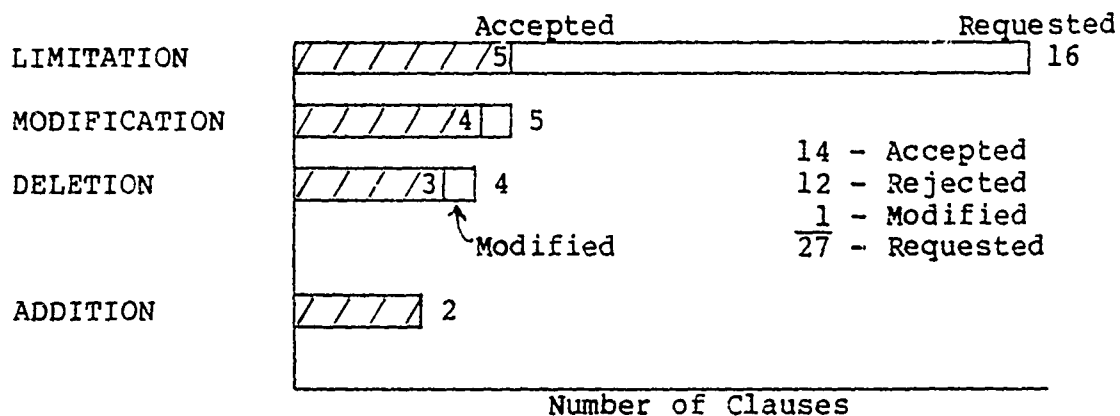 Accepted Requested
LIMITATION 5 16
MODIFICATION 4 5
14 - Accepted
DELETION 3 4 12 - Rejected
1 - Modified
Modified 27 - Requested
ADDITION 2
Number of Clauses